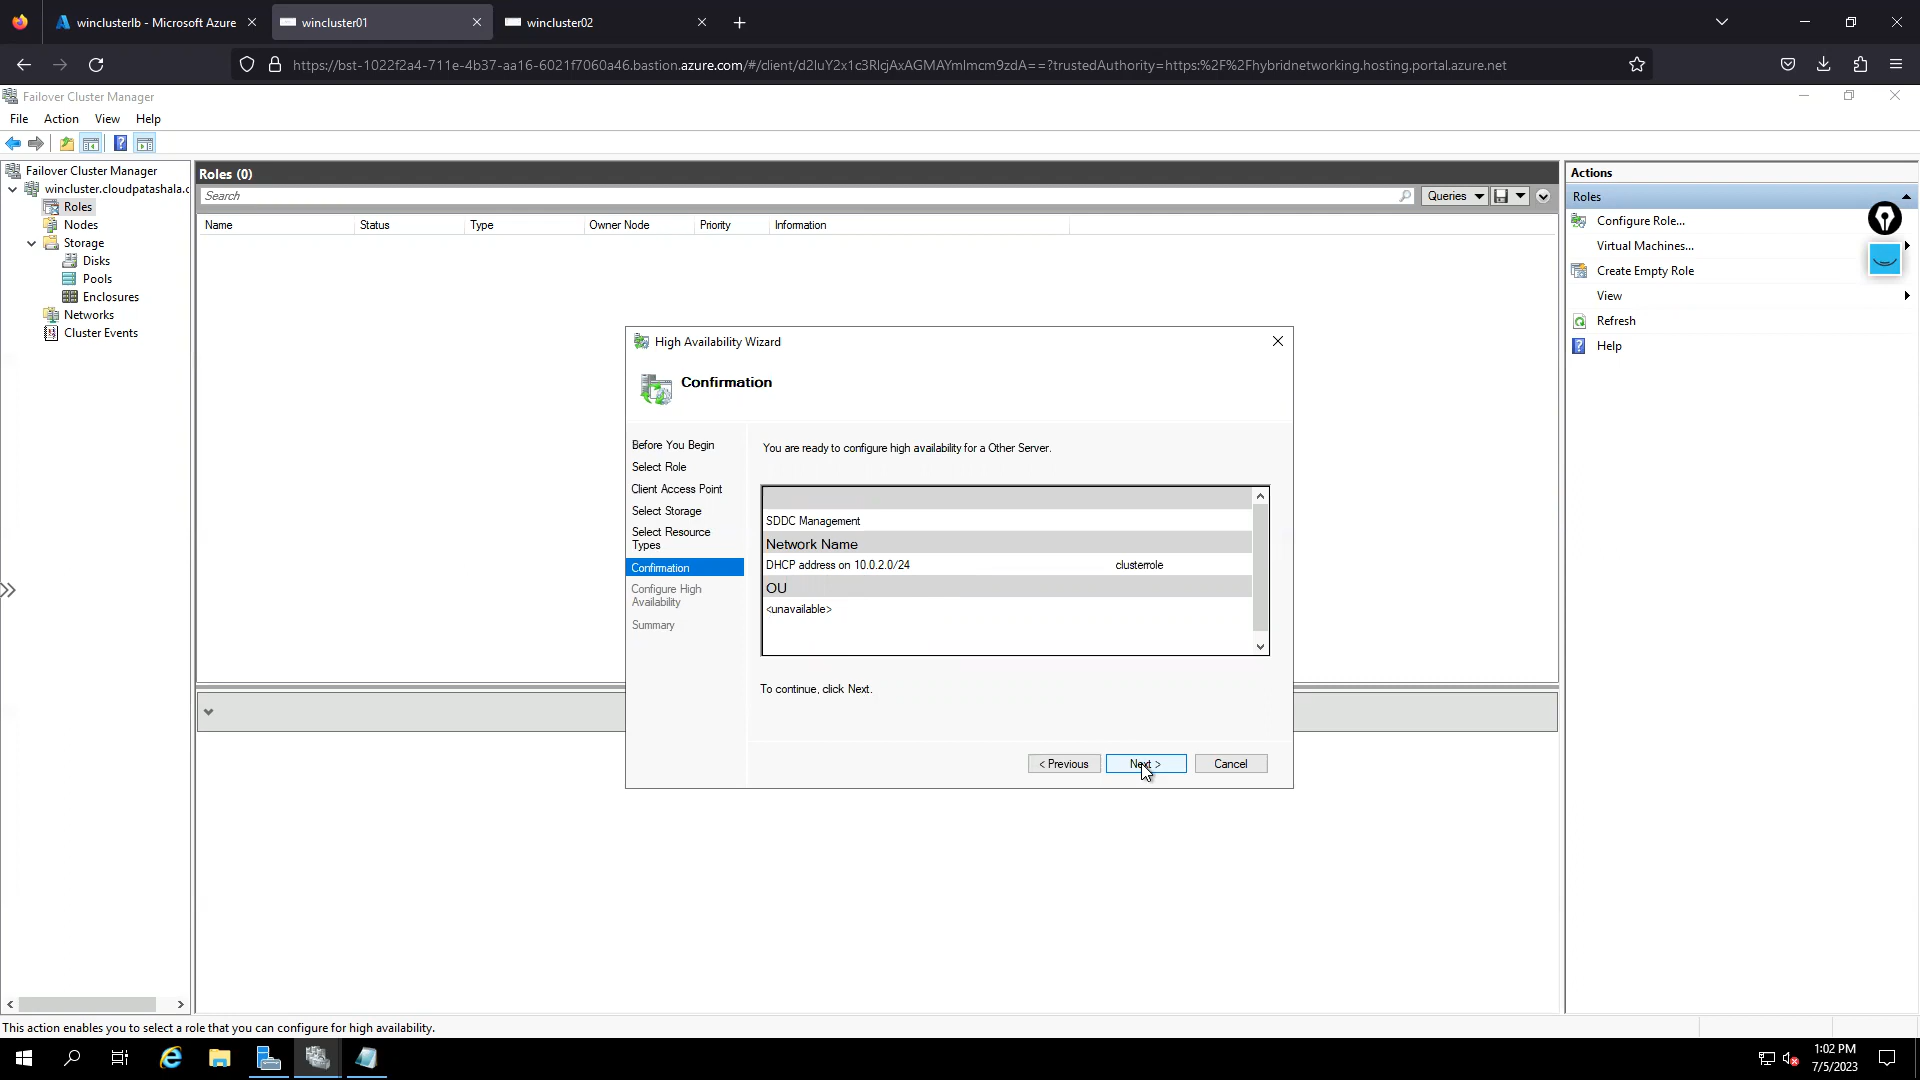 winclusterlb - Microsoft Azure
wincluster01
wincluster02
https://bst-1022f2a4-711e-4b37-aa16-6021f7060a46.bastion.azure.com/#/client/d2luY2x1c3RlcjAxAGMAYmlmcm9zdA==?trustedAuthority=https:%2F%2Fhybridnetworking.hosting.portal.azure.net
Failover Cluster Manager
File Action View Help
Failover Cluster Manager
wincluster.cloudpatashala.c
Roles
Nodes
Storage
Disks
Pools
Enclosures
Networks
Cluster Events
Roles (0)
Search
Queries
Name Status Type Owner Node Priority Information
High Availability Wizard
Confirmation
Before You Begin
Select Role
Client Access Point
Select Storage
Select Resource
Types
Confirmation
Configure High
Availability
Summary
You are ready to configure high availability for a Other Server.
SDDC Management
Network Name
DHCP address on 10.0.2.0/24 clusterrole
OU
<unavailable>
To continue, click Next.
< Previous
Next >
Cancel
Actions
Roles
Configure Role...
Virtual Machines...
Create Empty Role
View
Refresh
Help
This action enables you to select a role that you can configure for high availability.
1:02 PM
7/5/2023